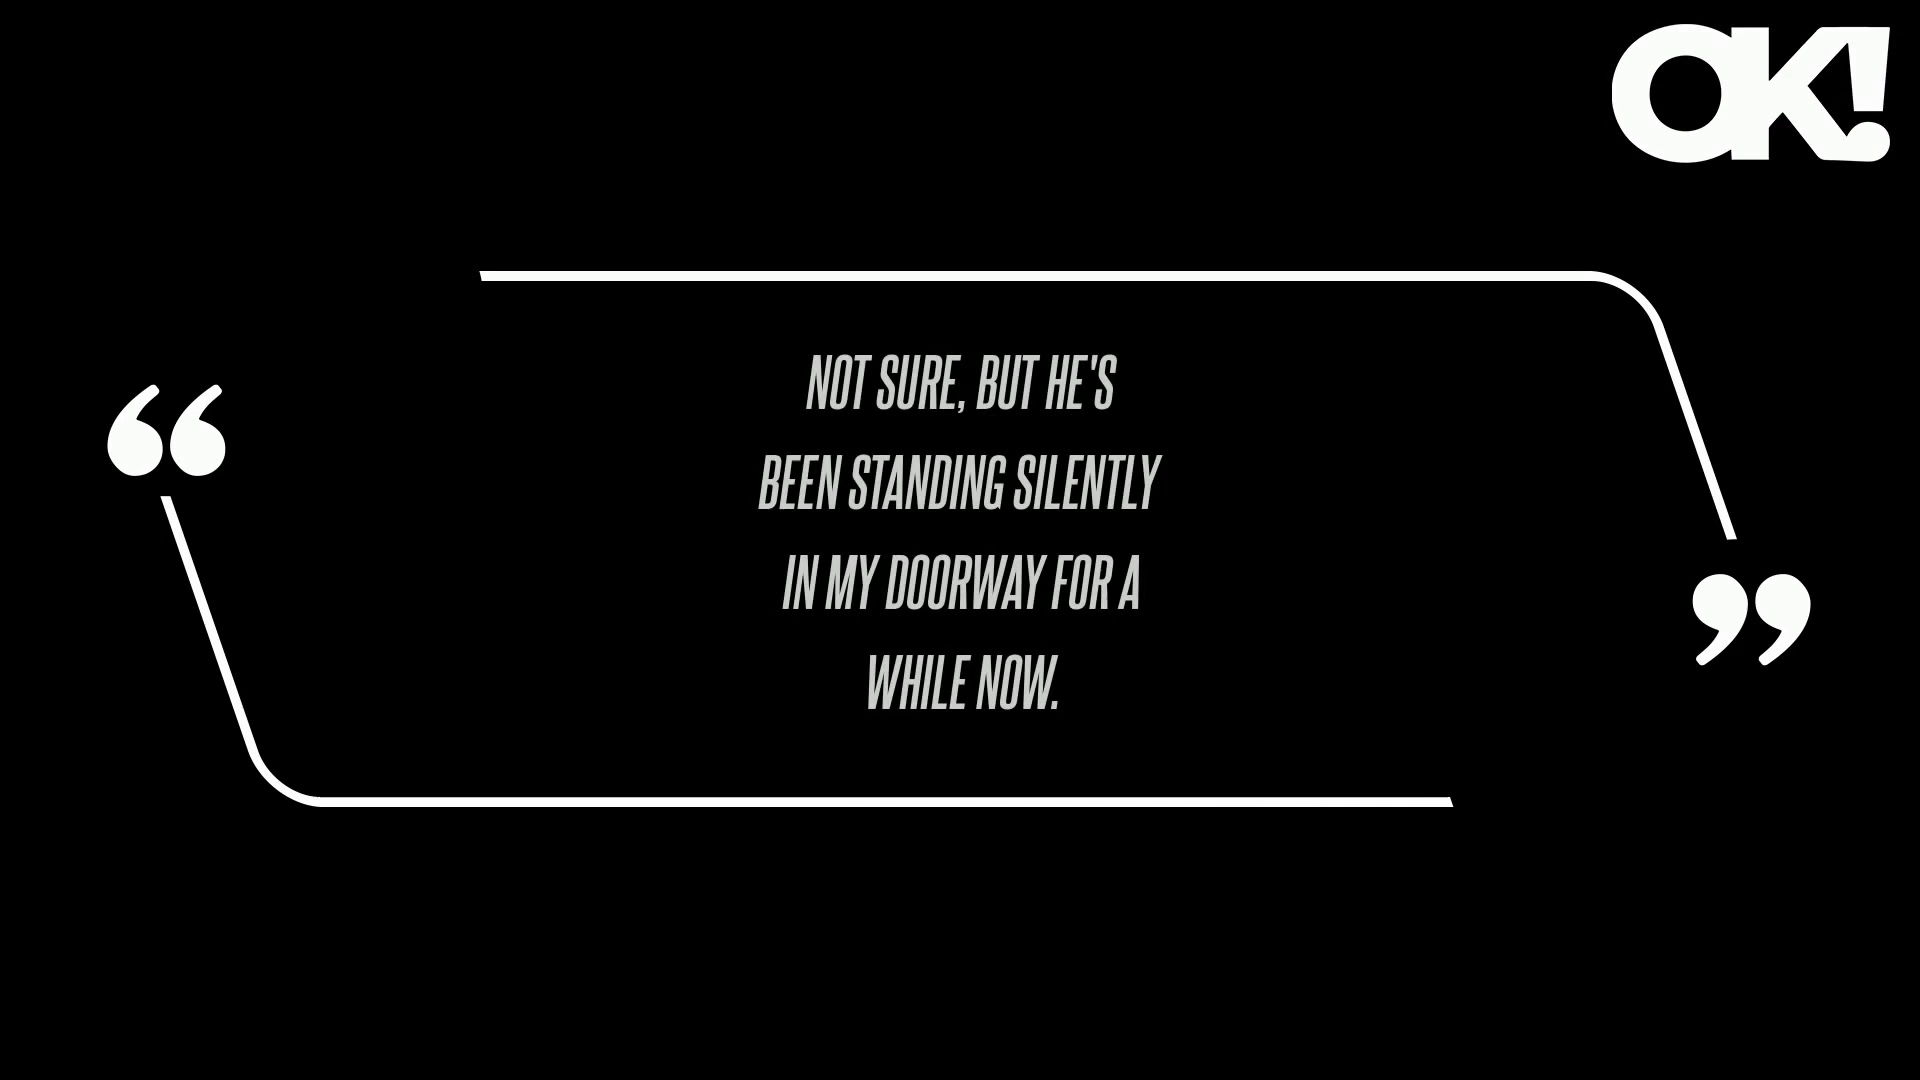 OK!
“
NOT SURE, BUT HE'S
BEEN STANDING SILENTLY
IN MY DOORWAY FOR A
WHILE NOW.
”